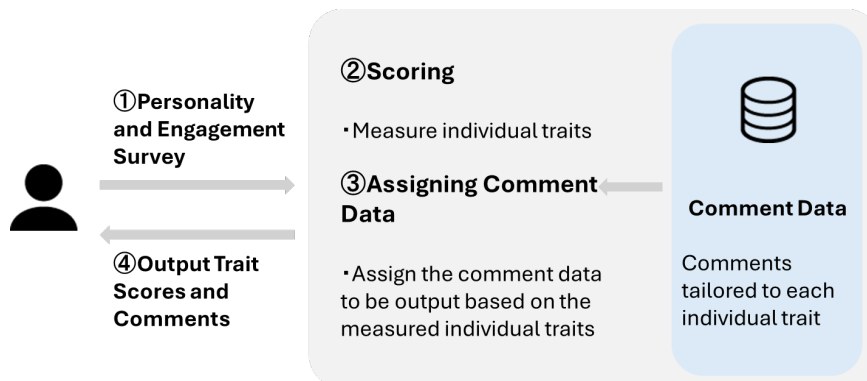 ①Personality
and Engagement
Survey
④Output Trait
Scores and
Comments
②Scoring
・Measure individual traits
③Assigning Comment
Data
・Assign the comment data
to be output based on the
measured individual traits
Comment Data
Comments
tailored to each
individual trait